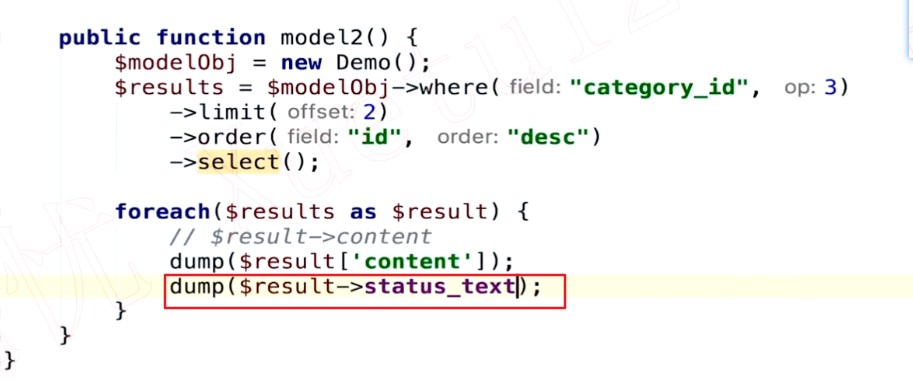 public function model2() {
$modelObj = new Demo();
$results = $modelObj->where( field: "category_id", op: 3)
->limit( offset: 2)
->order( field: "id", order: "desc")
->select();
foreach($results as $result) {
// $result->content
dump($result['content']);
dump($result->status_text);
}
}
}